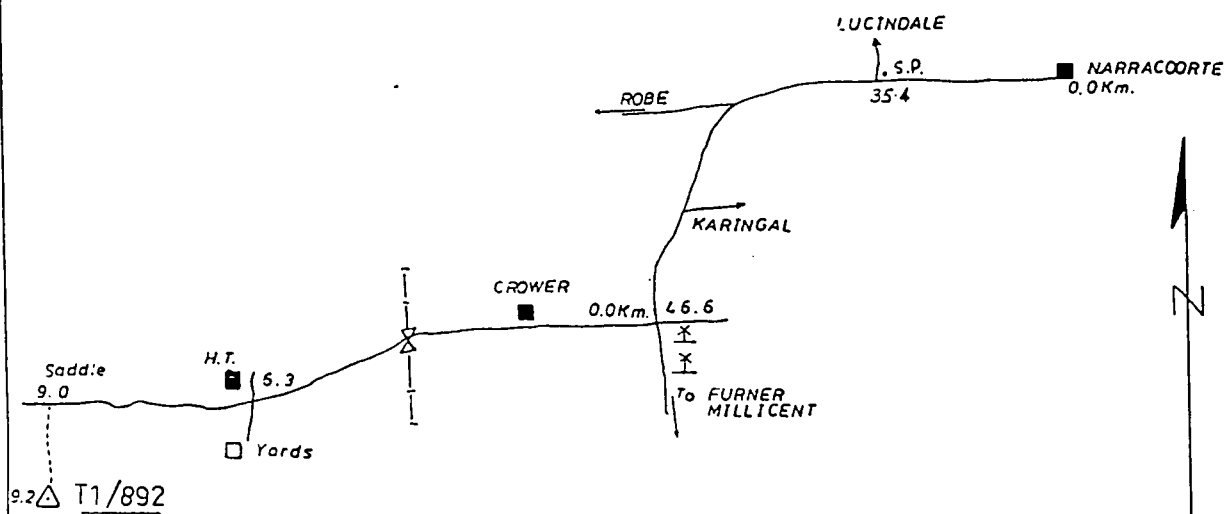 LUCINDALE
S.P.
NARRACOORTE
0.0Km.
35.4
ROBE
KARINGAL
CROWER
0.0Km.
46.6
H.T.
Saddle
9.0
6.3
TO FURNER
MILLICENT
Yards
9.2
T1/892
N